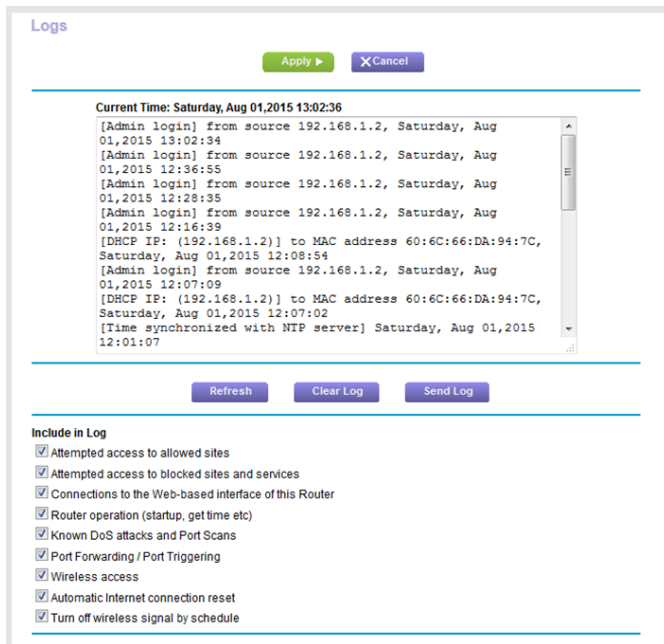 Logs
Apply
Cancel
Current Time: Saturday, Aug 01,2015 13:02:36
[Admin login] from source 192.168.1.2, Saturday, Aug
01,2015 13:02:34
[Admin login] from source 192.168.1.2, Saturday, Aug
01,2015 12:36:55
[Admin login] from source 192.168.1.2, Saturday, Aug
01,2015 12:28:35
[Admin login] from source 192.168.1.2, Saturday, Aug
01,2015 12:16:39
[DHCP IP: (192.168.1.2)] to MAC address 60:6C:66:DA:94:7C,
Saturday, Aug 01,2015 12:08:54
[Admin login] from source 192.168.1.2, Saturday, Aug
01,2015 12:07:09
[DHCP IP: (192.168.1.2)] to MAC address 60:6C:66:DA:94:7C,
Saturday, Aug 01,2015 12:07:02
[Time synchronized with NTP server] Saturday, Aug 01,2015
12:01:07
Refresh
Clear Log
Send Log
Include in Log
Attempted access to allowed sites
Attempted access to blocked sites and services
Connections to the Web-based interface of this Router
Router operation (startup, get time etc)
Known DoS attacks and Port Scans
Port Forwarding / Port Triggering
Wireless access
Automatic Internet connection reset
Turn off wireless signal by schedule